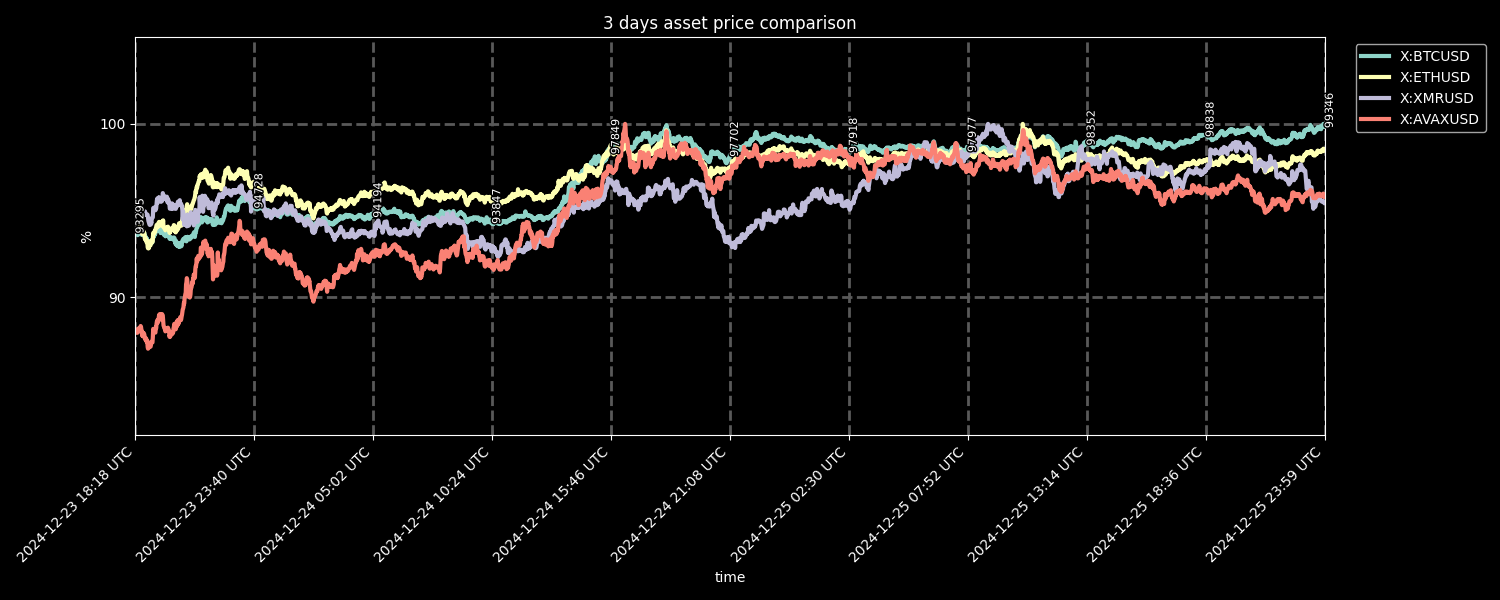 3 days asset price comparison
X:BTCUSD
X:ETHUSD
X:XMRUSD
X:AVAXUSD
100
90
%
93295
94728
94194
93847
97849
97702
97918
97977
98352
98838
99346
2024-12-23 18:18 UTC
2024-12-23 23:40 UTC
2024-12-24 05:02 UTC
2024-12-24 10:24 UTC
2024-12-24 15:46 UTC
2024-12-24 21:08 UTC
2024-12-25 02:30 UTC
2024-12-25 07:52 UTC
2024-12-25 13:14 UTC
2024-12-25 18:36 UTC
2024-12-25 23:59 UTC
time